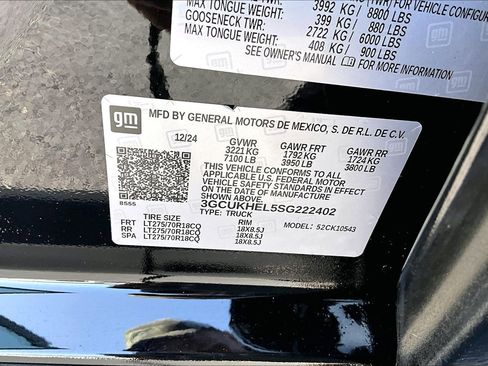 3992 KG / 8800 LBS
MAX TONGUE WEIGHT: 399 KG / 880 LBS
GOOSENECK TWR: 2722 KG / 6000 LBS
MAX TONGUE WEIGHT: 408 KG / 900 LBS
SEE OWNER'S MANUAL FOR MORE INFORMATION
gm
MFD BY GENERAL MOTORS DE MEXICO, S. DE R.L. DE C.V.
12/24 GVWR GAWR FRT GAWR RR
3221 KG 1792 KG 1724 KG
7100 LB 3950 LB 3800 LB
THIS VEHICLE CONFORMS TO ALL APPLICABLE
U.S. FEDERAL MOTOR VEHICLE SAFETY,
BUMPER, AND THEFT PREVENTION STANDARDS
IN EFFECT ON THE DATE OF MANUFACTURE
SHOWN ABOVE.
3GCUKHEL5SG222402
8555 TYPE: TRUCK MODEL: 52CK10543
TIRE SIZE RIM
FRT LT275/70R18CQ 18X8.5J
RR LT275/70R18CQ 18X8.5J
SPA LT275/70R18CQ 18X8.5J